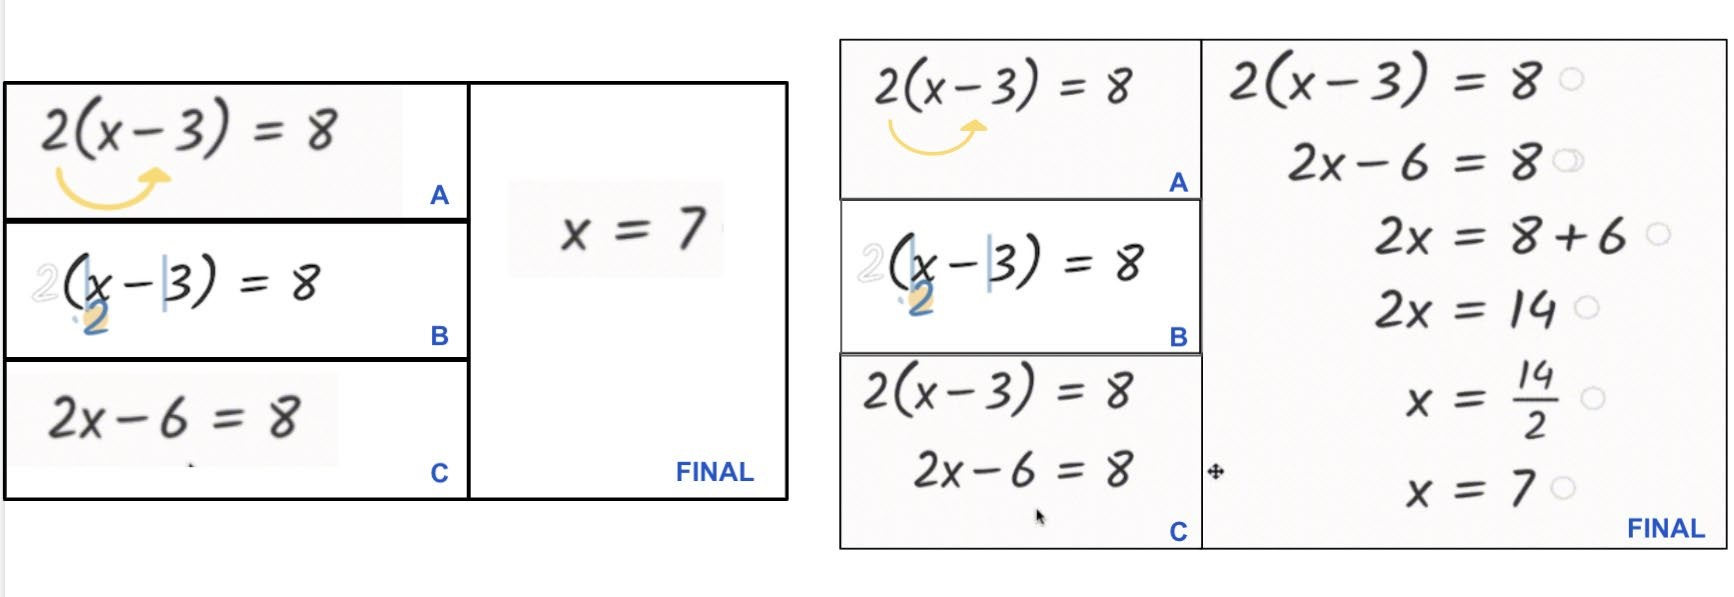 2(x − 3) = 8
A
2(x − 3) = 8
·2
B
2x − 6 = 8
C
x = 7
FINAL
2(x − 3) = 8
A
2(x − 3) = 8
·2
B
2(x − 3) = 8
2x − 6 = 8
C
2(x − 3) = 8
2x − 6 = 8
2x = 8 + 6
2x = 14
x = 14/2
x = 7
FINAL